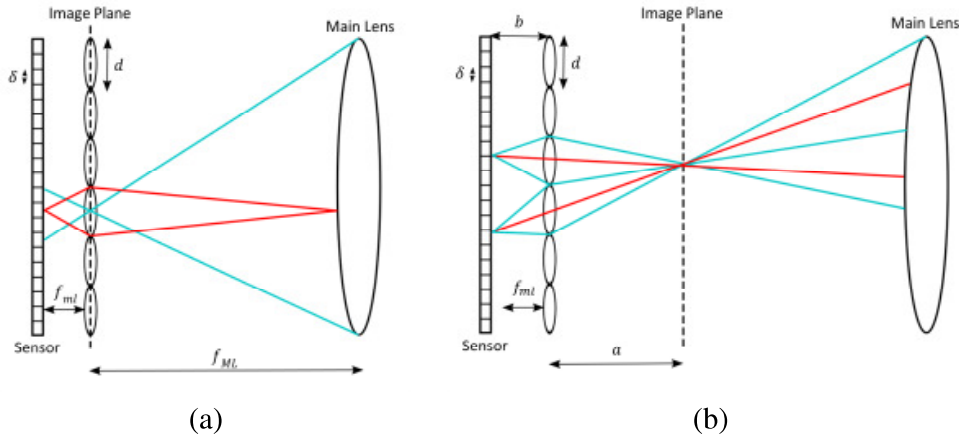 Image Plane
Main Lens
δ
d
f_ml
Sensor
f_ML
(a)
Image Plane
Main Lens
b
δ
d
f_ml
Sensor
a
(b)